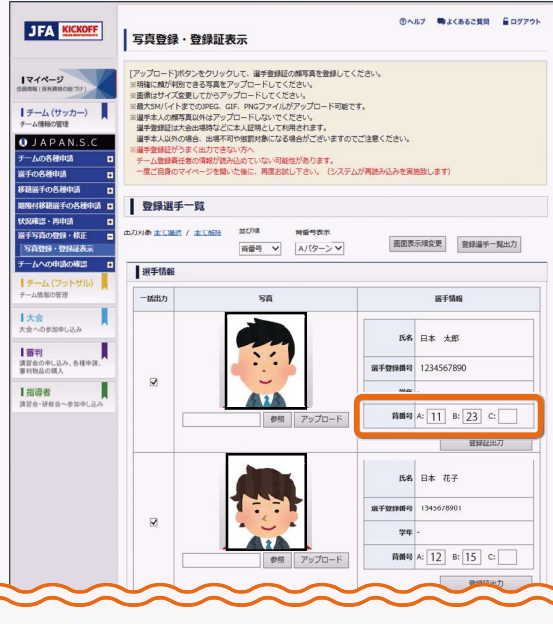 JFA KICKOFF
ヘルプ よくあるご質問 ログアウト
写真登録・登録証表示
マイページ
チーム(サッカー)
チーム情報の管理
JAPAN.S.C
チームの各種申請
選手の各種申請
移籍選手の各種申請
期限付移籍選手の各種申請
状況確認・再申請
選手写真の登録・修正
写真登録・登録証表示
チームへの申請の確認
チーム(フットサル)
チーム情報の管理
大会
大会への参加申し込み
審判
講習会の申し込み、各種申請、
審判物品の購入
指導者
講習会・研修会へ参加申し込み
[アップロード]ボタンをクリックして、選手登録証の顔写真を登録してください。
※明確に顔が判別できる写真をアップロードしてください。
※画像はサイズ変更してからアップロードしてください。
※最大5MバイトまでのJPEG、GIF、PNGファイルがアップロード可能です。
※選手本人の顔写真以外はアップロードしないでください。
選手登録証は大会出場時などに本人証明として利用されます。
選手本人以外の場合、出場不可や懲罰対象になる場合がございますのでご注意ください。
※選手登録証がうまく出力できない方へ
チーム登録責任者の情報が読み込めていない可能性があります。
一度ご自身のマイページを開いた後に、再度お試し下さい。（システムが再読み込みを実施致します）
登録選手一覧
出力対象 全て選択 / 全て解除 並び順 背番号表示
背番号 Aパターン 画面表示順変更 登録選手一覧出力
選手情報
一括出力 写真 選手情報
氏名 日本 太郎
選手登録番号 1234567890
学年 -
背番号 A: 11 B: 23 C:
参照 アップロード
登録証出力
氏名 日本 花子
選手登録番号 1345678901
学年 -
背番号 A: 12 B: 15 C:
参照 アップロード
登録証出力